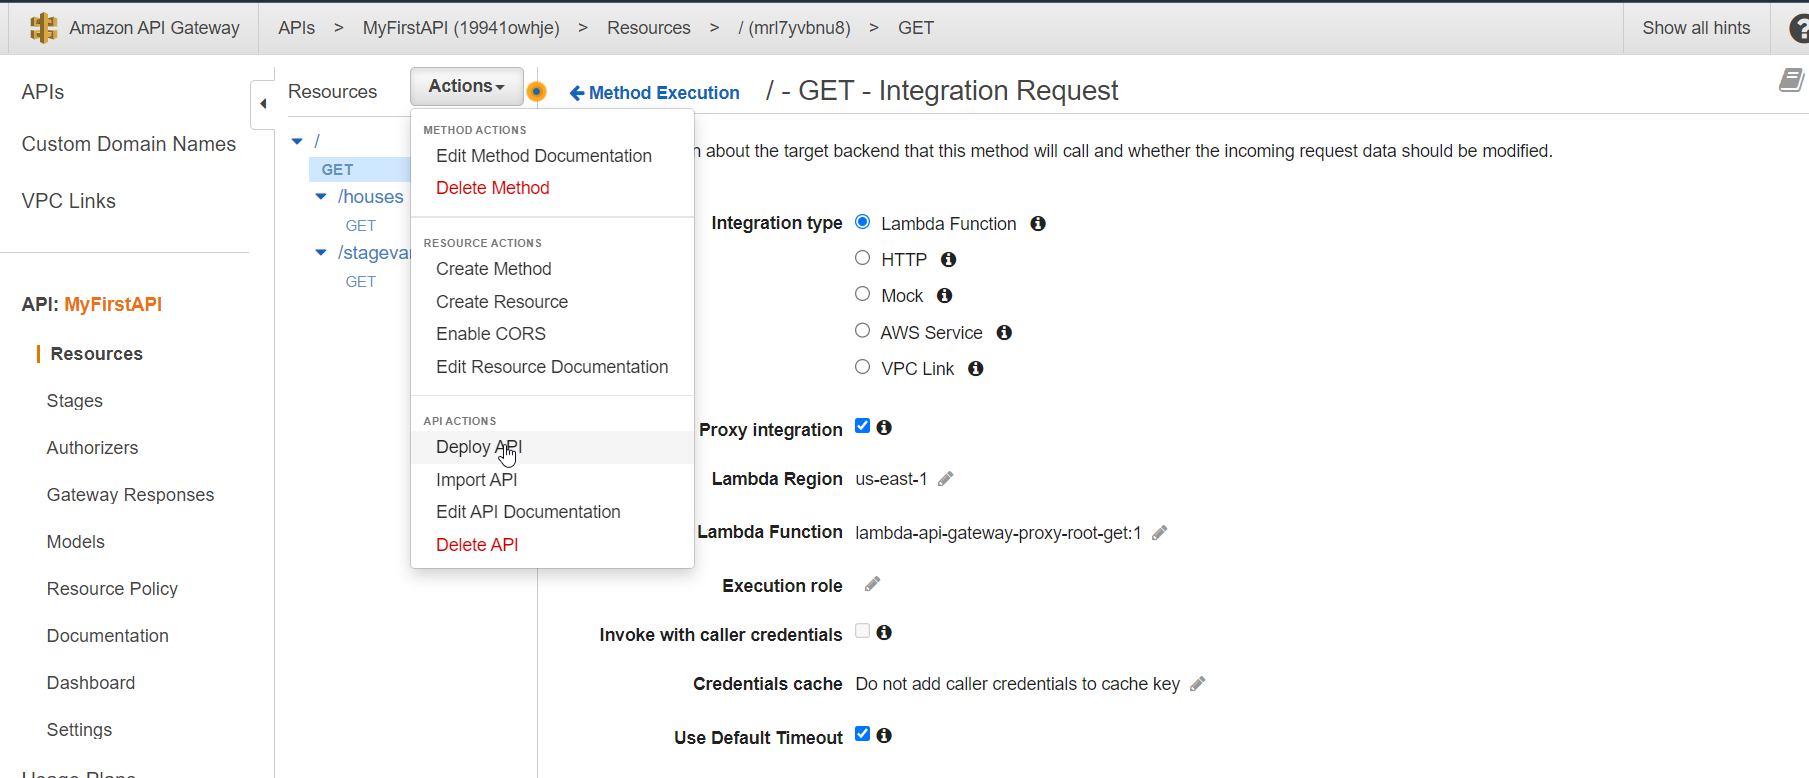 Amazon API Gateway
APIs > MyFirstAPI (19941owhje) > Resources > / (mrl7yvbnu8) > GET
Show all hints
?
APIs
Custom Domain Names
VPC Links
API: MyFirstAPI
Resources
Stages
Authorizers
Gateway Responses
Models
Resource Policy
Documentation
Dashboard
Settings
Usage Plans
Resources
Actions
/
GET
/houses
GET
/stageva
GET
METHOD ACTIONS
Edit Method Documentation
Delete Method
RESOURCE ACTIONS
Create Method
Create Resource
Enable CORS
Edit Resource Documentation
API ACTIONS
Deploy API
Import API
Edit API Documentation
Delete API
Method Execution
/ - GET - Integration Request
about the target backend that this method will call and whether the incoming request data should be modified.
Integration type
Lambda Function
HTTP
Mock
AWS Service
VPC Link
Proxy integration
Lambda Region us-east-1
Lambda Function lambda-api-gateway-proxy-root-get:1
Execution role
Invoke with caller credentials
Credentials cache Do not add caller credentials to cache key
Use Default Timeout